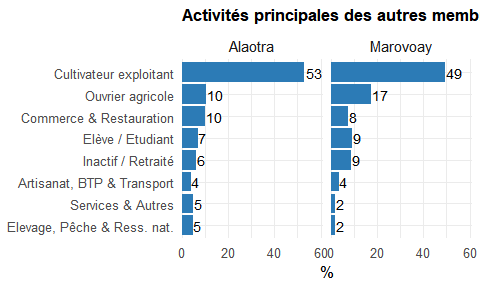 Activités principales des autres memb
Alaotra Marovoay
Cultivateur exploitant 53 49
Ouvrier agricole 10 17
Commerce & Restauration 10 8
Elève / Etudiant 7 9
Inactif / Retraité 6 9
Artisanat, BTP & Transport 4 4
Services & Autres 5 2
Elevage, Pêche & Ress. nat. 5 2
0 20 40 60 0 20 40 60
%